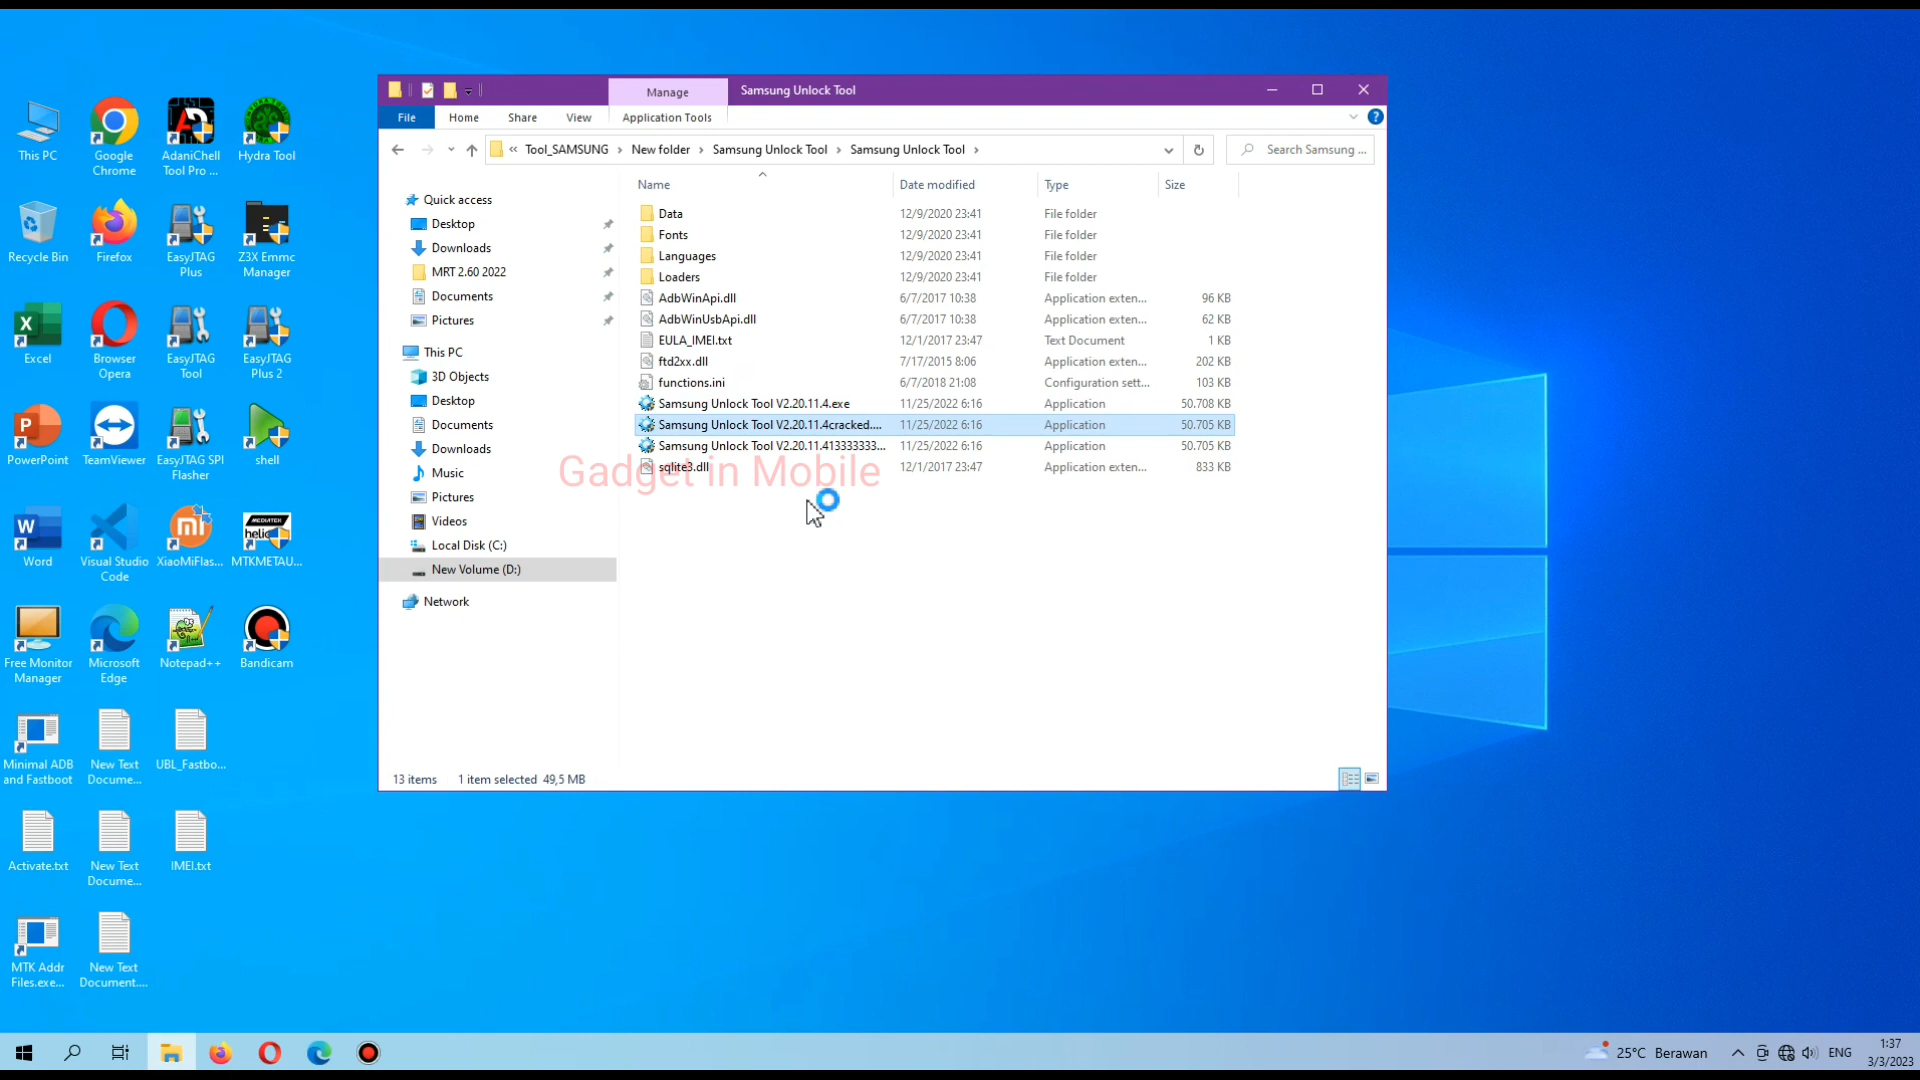 Manage
Samsung Unlock Tool
File
Home
Share
View
Application Tools
« Tool_SAMSUNG › New folder › Samsung Unlock Tool › Samsung Unlock Tool ›
Search Samsung ...
Quick access
Desktop
Downloads
MRT 2.60 2022
Documents
Pictures
This PC
3D Objects
Desktop
Documents
Downloads
Music
Pictures
Videos
Local Disk (C:)
New Volume (D:)
Network
Name Date modified Type Size
Data 12/9/2020 23:41 File folder
Fonts 12/9/2020 23:41 File folder
Languages 12/9/2020 23:41 File folder
Loaders 12/9/2020 23:41 File folder
AdbWinApi.dll 6/7/2017 10:38 Application exten... 96 KB
AdbWinUsbApi.dll 6/7/2017 10:38 Application exten... 62 KB
EULA_IMEI.txt 12/1/2017 23:47 Text Document 1 KB
ftd2xx.dll 7/17/2015 8:06 Application exten... 202 KB
functions.ini 6/7/2018 21:08 Configuration sett... 103 KB
Samsung Unlock Tool V2.20.11.4.exe 11/25/2022 6:16 Application 50.708 KB
Samsung Unlock Tool V2.20.11.4cracked.... 11/25/2022 6:16 Application 50.705 KB
Samsung Unlock Tool V2.20.11.413333333... 11/25/2022 6:16 Application 50.705 KB
sqlite3.dll 12/1/2017 23:47 Application exten... 833 KB
Gadget in Mobile
13 items 1 item selected 49,5 MB
This PC
Google
Chrome
AdaniChell
Tool Pro ...
Hydra Tool
Recycle Bin
Firefox
EasyJTAG
Plus
Z3X Emmc
Manager
Excel
Browser
Opera
EasyJTAG
Tool
EasyJTAG
Plus 2
PowerPoint
TeamViewer
EasyJTAG SPI
Flasher
shell
Word
Visual Studio
Code
XiaoMiFlas...
MEDIATEK
helio
MTKMETAU...
Free Monitor
Manager
Microsoft
Edge
Notepad++
Bandicam
Minimal ADB
and Fastboot
New Text
Docume...
UBL_Fastbo...
Activate.txt
New Text
Docume...
IMEI.txt
MTK Addr
Files.exe...
New Text
Document....
25°C Berawan
ENG
1:37
3/3/2023